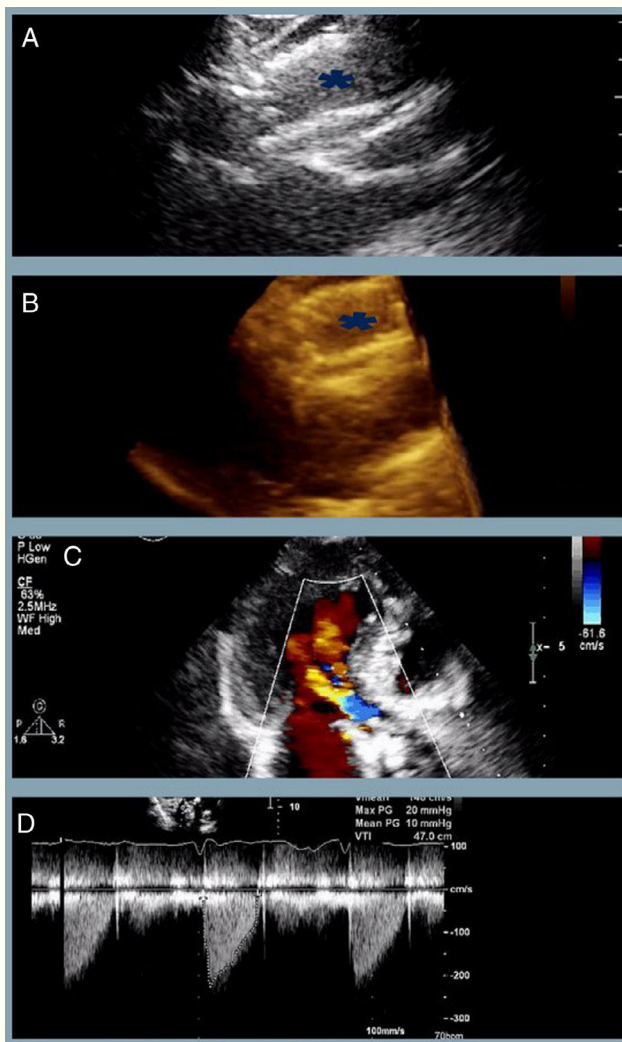 A
B
C
P Low
HGen
CF
63%
2.5MHz
WF High
Med
G
P R
1.6 3.2
-61.6
cm/s
x- 5
D
10
Max PG 20 mmHg
Mean PG 10 mmHg
VTI 47.0 cm
100
cm/s
-100
-200
-300
100mm/s
70bpm